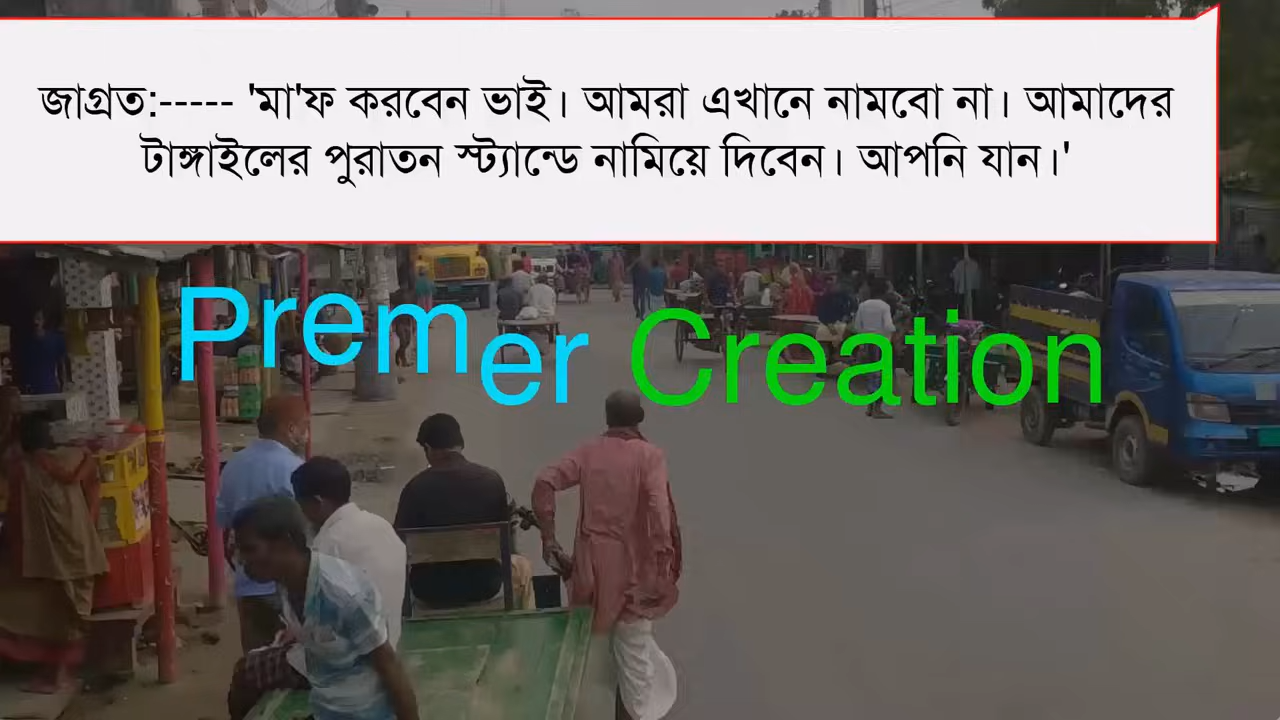 জাগ্রত:----- 'মা'ফ করবেন ভাই। আমরা এখানে নামবো না। আমাদের
টাঙ্গাইলের পুরাতন স্ট্যান্ডে নামিয়ে দিবেন। আপনি যান।'
Premer Creation